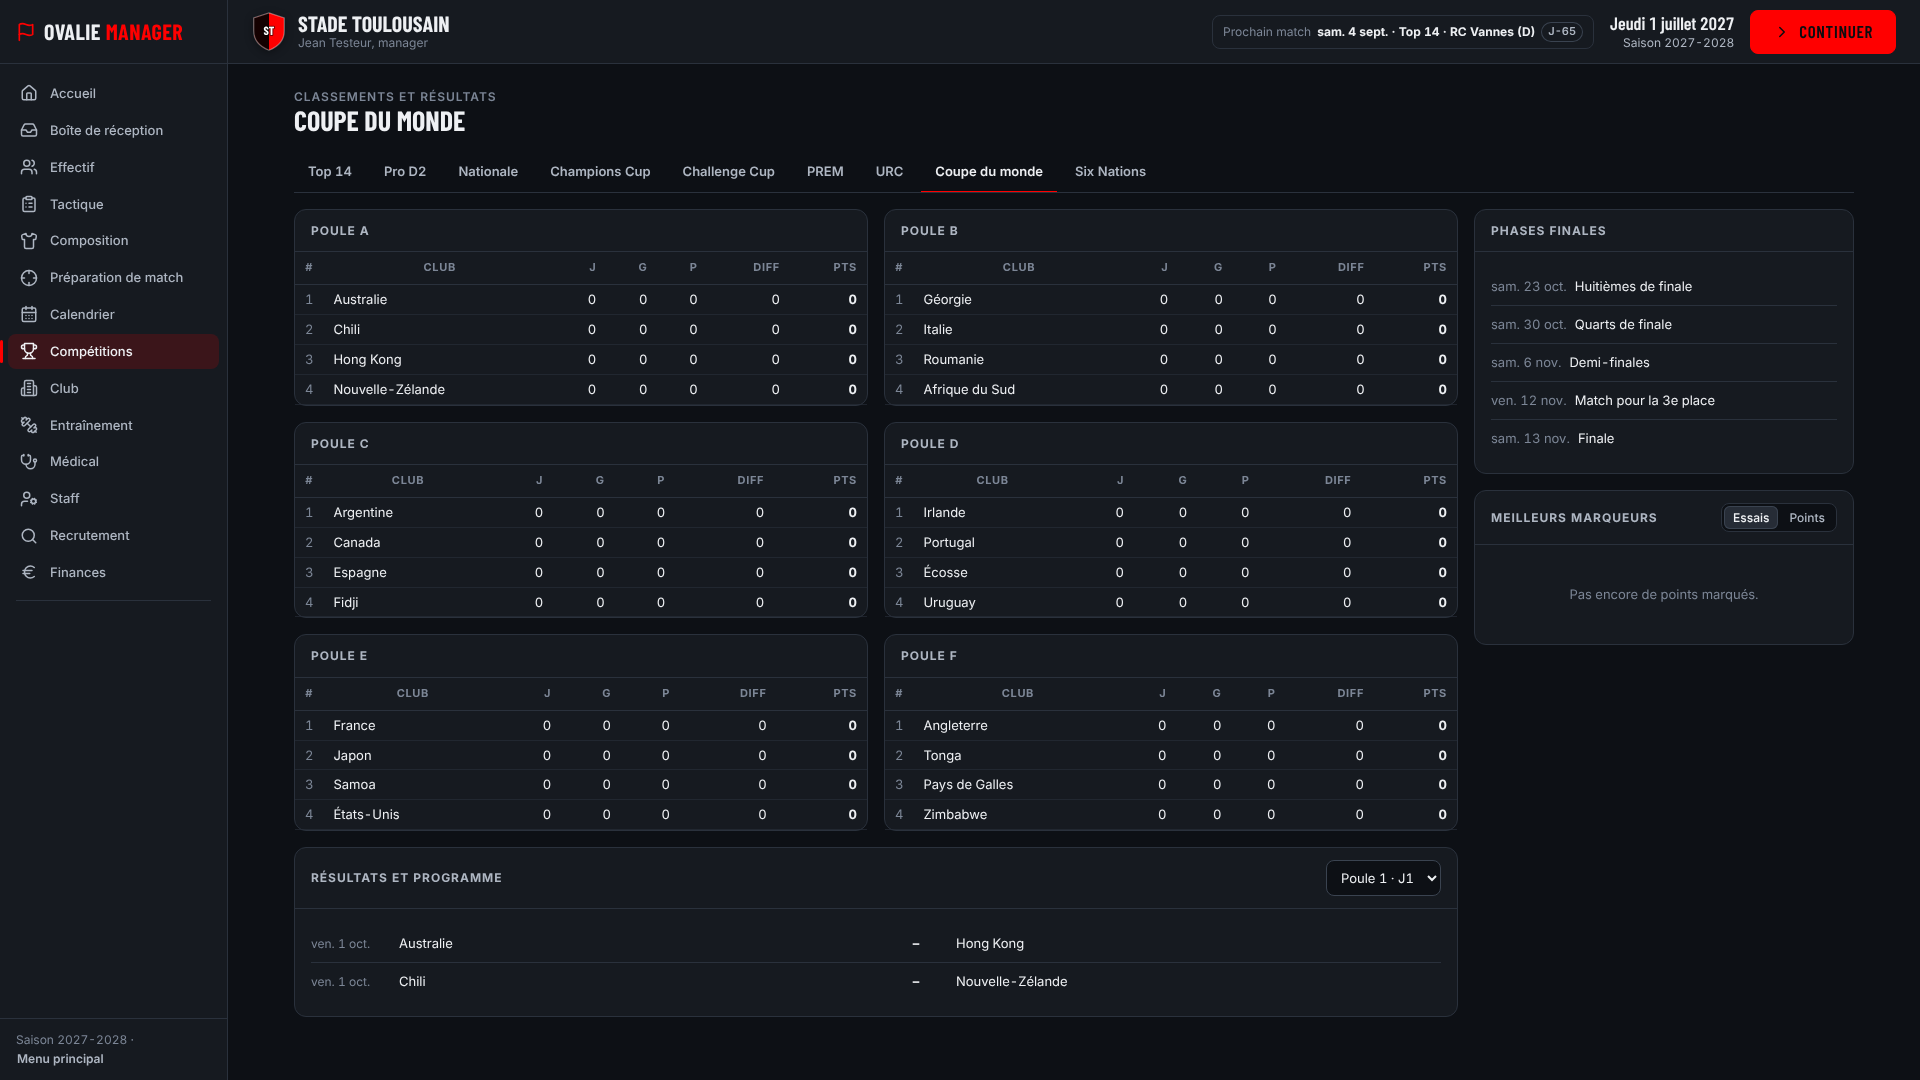 OVALIE MANAGER
ST
STADE TOULOUSAIN
Jean Testeur, manager
Prochain match sam. 4 sept. · Top 14 · RC Vannes (D) J-65
Jeudi 1 juillet 2027
Saison 2027-2028
CONTINUER
Accueil
Boîte de réception
Effectif
Tactique
Composition
Préparation de match
Calendrier
Compétitions
Club
Entraînement
Médical
Staff
Recrutement
Finances
Saison 2027-2028 ·
Menu principal
CLASSEMENTS ET RÉSULTATS
COUPE DU MONDE
Top 14 Pro D2 Nationale Champions Cup Challenge Cup PREM URC Coupe du monde Six Nations
POULE A
# CLUB J G P DIFF PTS
1 Australie 0 0 0 0 0
2 Chili 0 0 0 0 0
3 Hong Kong 0 0 0 0 0
4 Nouvelle-Zélande 0 0 0 0 0
POULE B
# CLUB J G P DIFF PTS
1 Géorgie 0 0 0 0 0
2 Italie 0 0 0 0 0
3 Roumanie 0 0 0 0 0
4 Afrique du Sud 0 0 0 0 0
POULE C
# CLUB J G P DIFF PTS
1 Argentine 0 0 0 0 0
2 Canada 0 0 0 0 0
3 Espagne 0 0 0 0 0
4 Fidji 0 0 0 0 0
POULE D
# CLUB J G P DIFF PTS
1 Irlande 0 0 0 0 0
2 Portugal 0 0 0 0 0
3 Écosse 0 0 0 0 0
4 Uruguay 0 0 0 0 0
POULE E
# CLUB J G P DIFF PTS
1 France 0 0 0 0 0
2 Japon 0 0 0 0 0
3 Samoa 0 0 0 0 0
4 États-Unis 0 0 0 0 0
POULE F
# CLUB J G P DIFF PTS
1 Angleterre 0 0 0 0 0
2 Tonga 0 0 0 0 0
3 Pays de Galles 0 0 0 0 0
4 Zimbabwe 0 0 0 0 0
RÉSULTATS ET PROGRAMME
Poule 1 · J1
ven. 1 oct. Australie – Hong Kong
ven. 1 oct. Chili – Nouvelle-Zélande
PHASES FINALES
sam. 23 oct. Huitièmes de finale
sam. 30 oct. Quarts de finale
sam. 6 nov. Demi-finales
ven. 12 nov. Match pour la 3e place
sam. 13 nov. Finale
MEILLEURS MARQUEURS
Essais Points
Pas encore de points marqués.